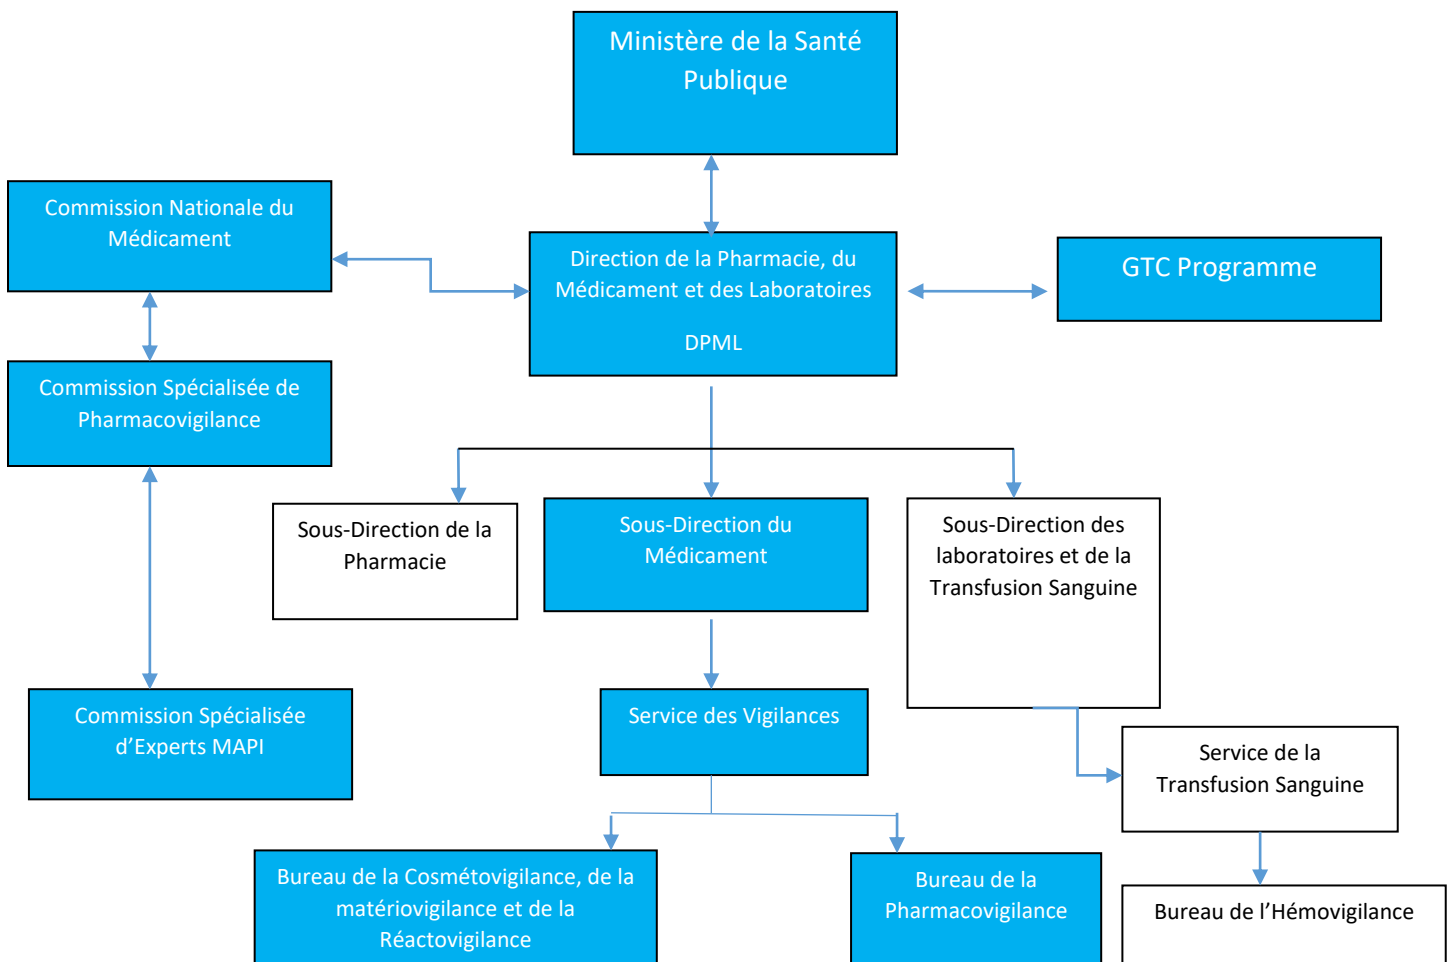 Ministère de la Santé
Publique
Commission Nationale du
Médicament
Direction de la Pharmacie, du
Médicament et des Laboratoires
DPML
GTC Programme
Commission Spécialisée de
Pharmacovigilance
Sous-Direction de la
Pharmacie
Sous-Direction du
Médicament
Sous-Direction des
laboratoires et de la
Transfusion Sanguine
Commission Spécialisée
d’Experts MAPI
Service des Vigilances
Service de la
Transfusion Sanguine
Bureau de la Cosmétovigilance, de la
matériovigilance et de la
Réactovigilance
Bureau de la
Pharmacovigilance
Bureau de l’Hémovigilance